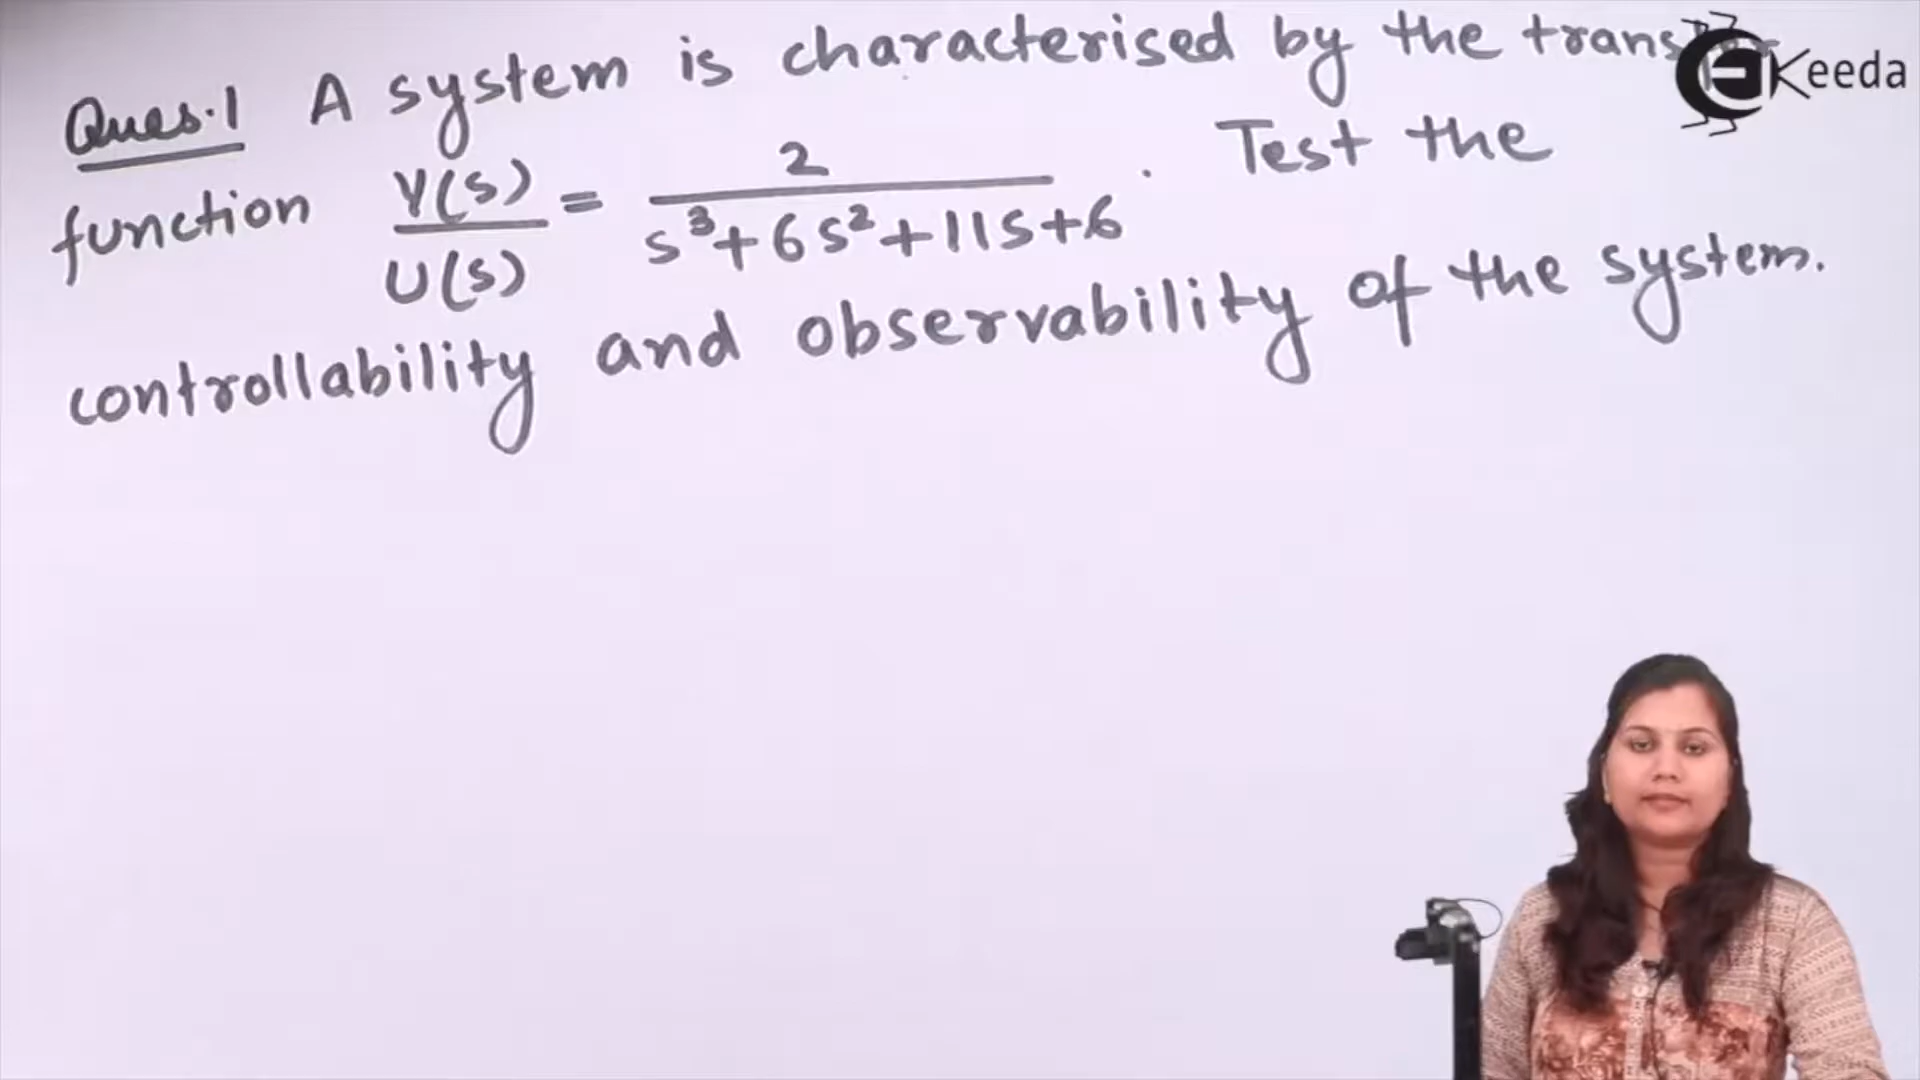 Ques.1 A system is characterised by the
Keeda
function Y(s)/U(s) = 2/(s³+6s²+11s+6) . Test the
controllability and observability of the system.